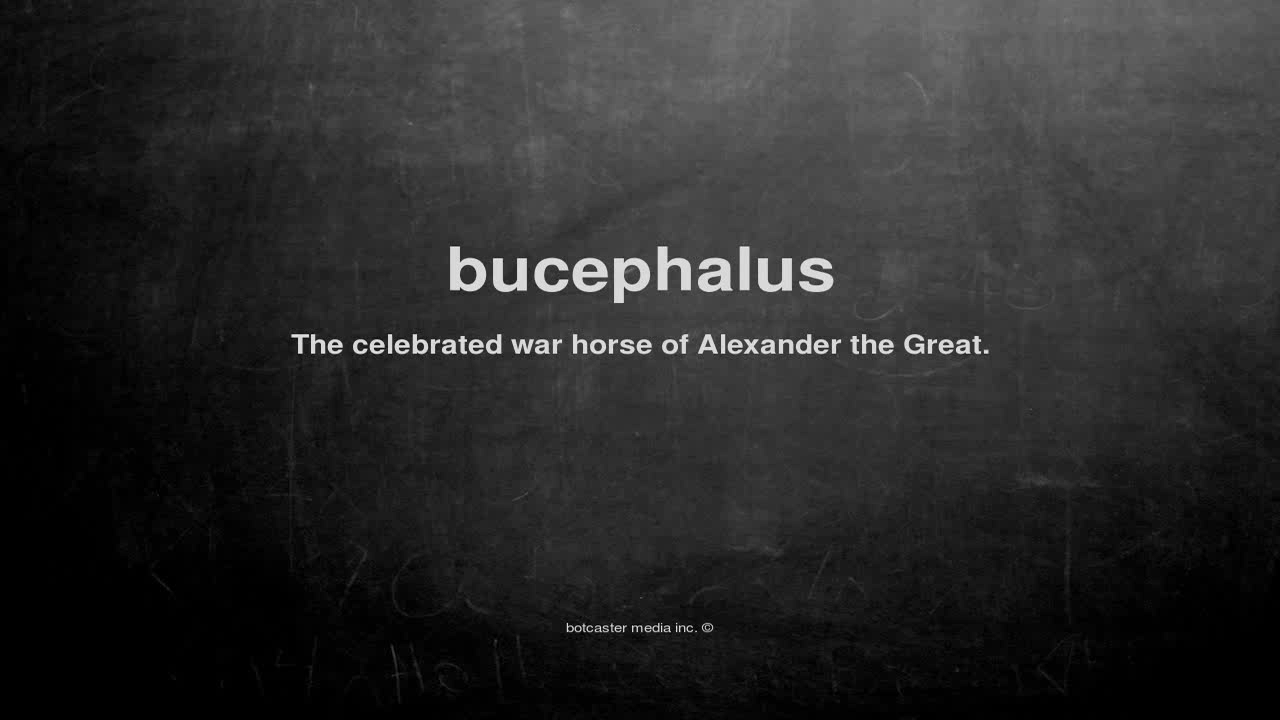 bucephalus
The celebrated war horse of Alexander the Great.
botcaster media inc. ©